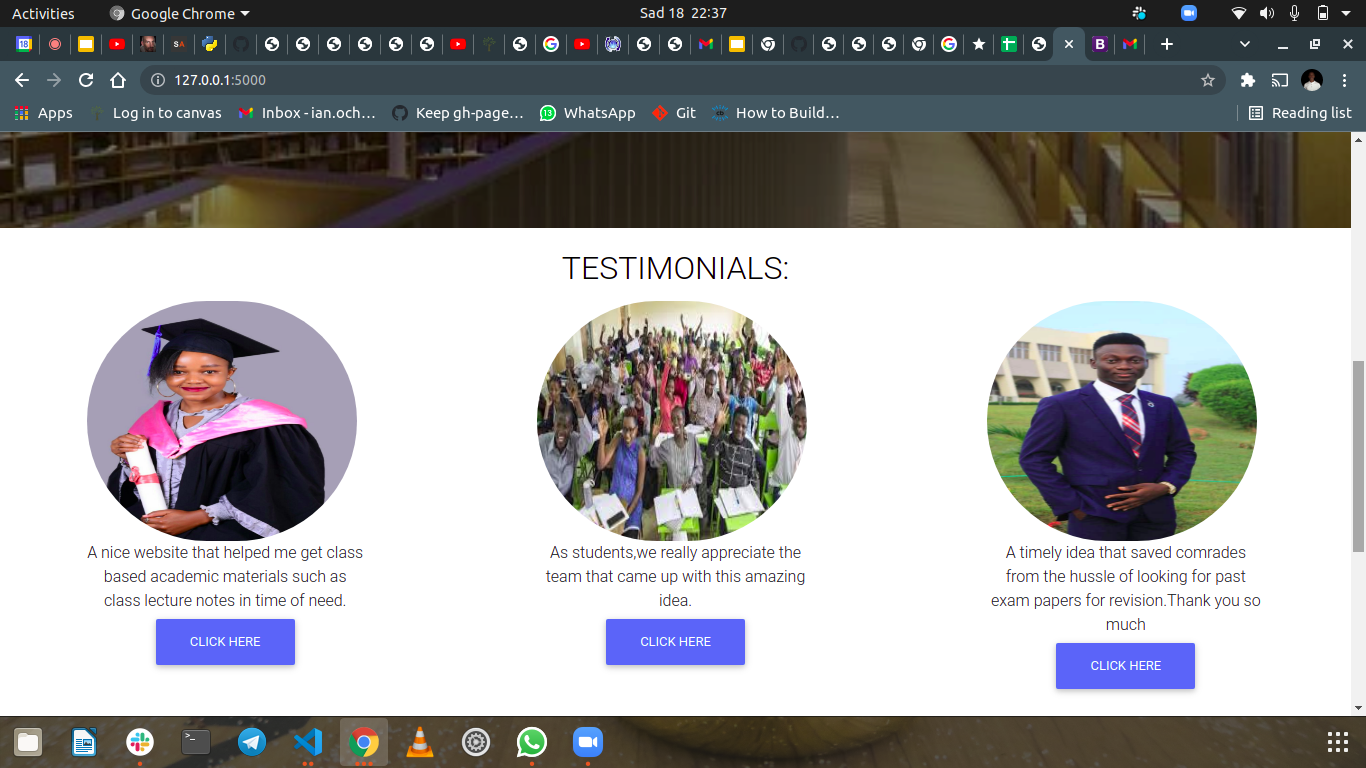 Activities
Google Chrome
Sad 18 22:37
18
SA
B
127.0.0.1:5000
Apps
Log in to canvas
Inbox - ian.och...
Keep gh-page...
13
WhatsApp
Git
How to Build...
Reading list
TESTIMONIALS:
A nice website that helped me get class
based academic materials such as
class lecture notes in time of need.
CLICK HERE
As students,we really appreciate the
team that came up with this amazing
idea.
CLICK HERE
A timely idea that saved comrades
from the hussle of looking for past
exam papers for revision.Thank you so
much
CLICK HERE